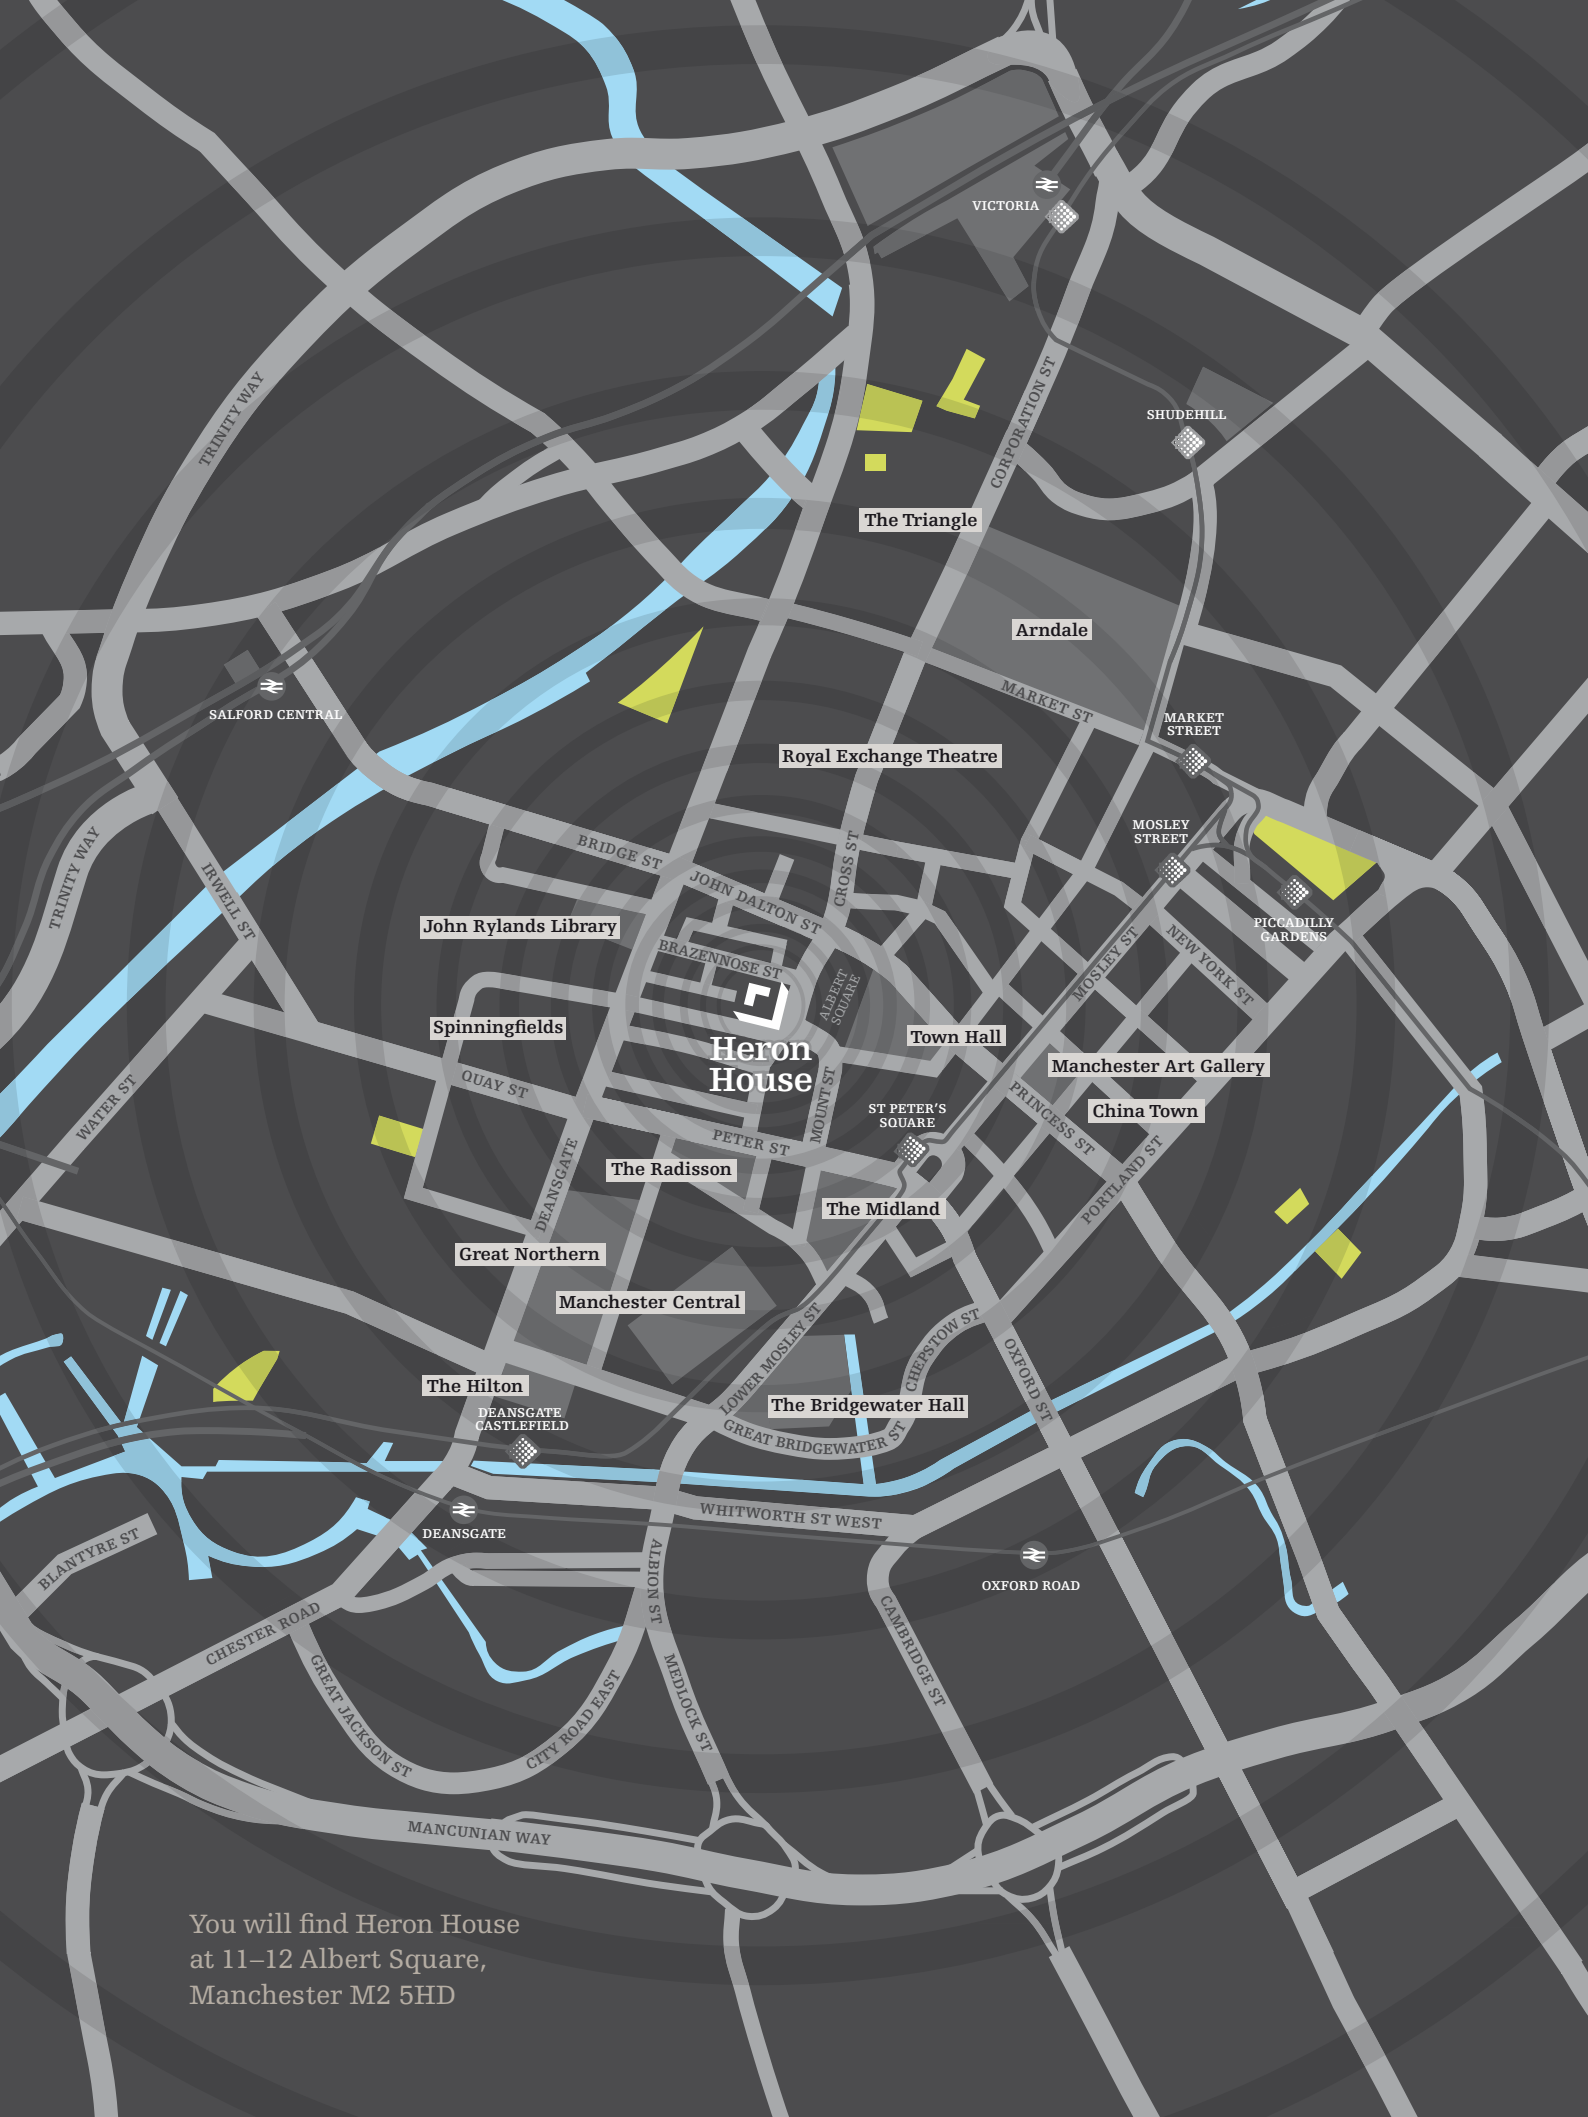 VICTORIA
TRINITY WAY
CORPORATION ST
SHUDEHILL
The Triangle
Arndale
SALFORD CENTRAL
MARKET ST
MARKET
STREET
Royal Exchange Theatre
MOSLEY
STREET
TRINITY WAY
IRWELL ST
BRIDGE ST
JOHN DALTON ST
CROSS ST
PICCADILLY
GARDENS
John Rylands Library
BRAZENNOSE ST
MOSLEY ST
NEW YORK ST
ALBERT
SQUARE
Spinningfields
Town Hall
Heron
House
Manchester Art Gallery
QUAY ST
WATER ST
MOUNT ST
ST PETER'S
SQUARE
PRINCESS ST
China Town
PETER ST
The Radisson
DEANSGATE
PORTLAND ST
The Midland
Great Northern
Manchester Central
LOWER MOSLEY ST
CHEPSTOW ST
OXFORD ST
The Hilton
The Bridgewater Hall
DEANSGATE
CASTLEFIELD
GREAT BRIDGEWATER ST
WHITWORTH ST WEST
DEANSGATE
BLANTYRE ST
ALBION ST
OXFORD ROAD
CHESTER ROAD
CAMBRIDGE ST
GREAT JACKSON ST
CITY ROAD EAST
MEDLOCK ST
MANCUNIAN WAY
You will find Heron House
at 11–12 Albert Square,
Manchester M2 5HD